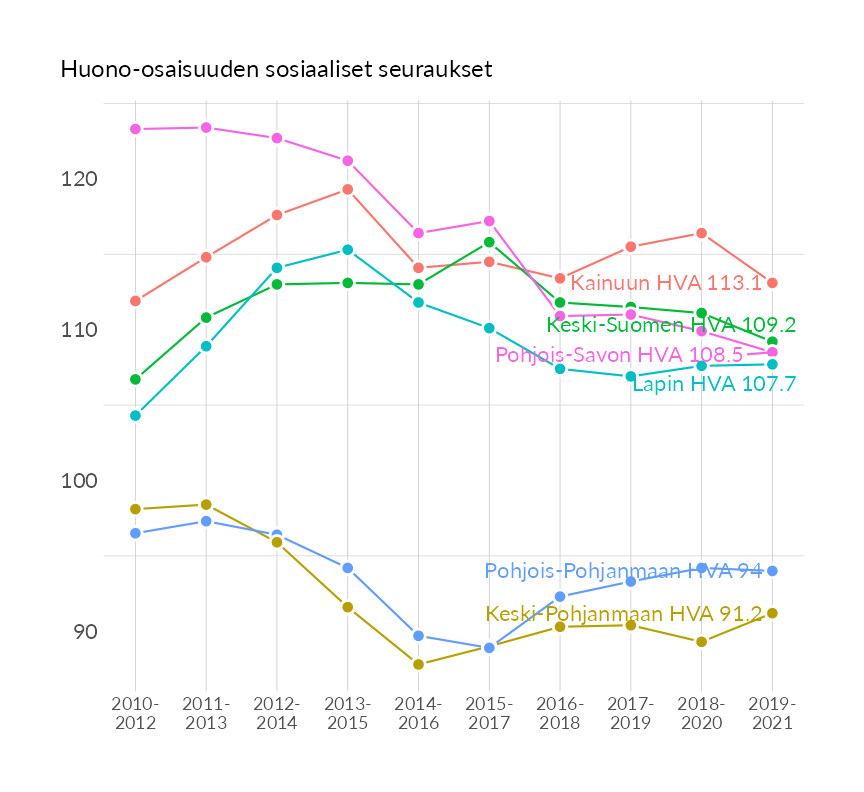 Huono-osaisuuden sosiaaliset seuraukset
120
110
100
90
Kainuun HVA 113.1
Keski-Suomen HVA 109.2
Pohjois-Savon HVA 108.5
Lapin HVA 107.7
Pohjois-Pohjanmaan HVA 94
Keski-Pohjanmaan HVA 91.2
2010- 2011- 2012- 2013- 2014- 2015- 2016- 2017- 2018- 2019-
2012 2013 2014 2015 2016 2017 2018 2019 2020 2021